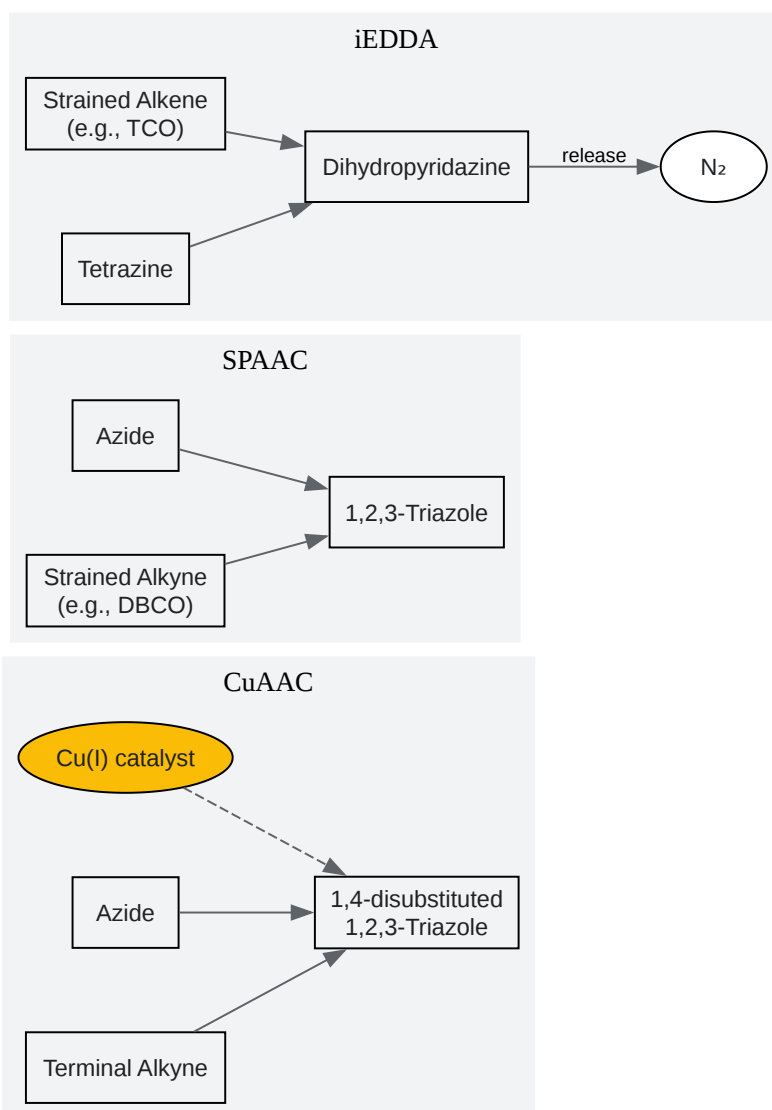 iEDDA
Strained Alkene
(e.g., TCO)
Dihydropyridazine
release
N₂
Tetrazine
SPAAC
Azide
1,2,3-Triazole
Strained Alkyne
(e.g., DBCO)
CuAAC
Cu(I) catalyst
Azide
1,4-disubstituted
1,2,3-Triazole
Terminal Alkyne